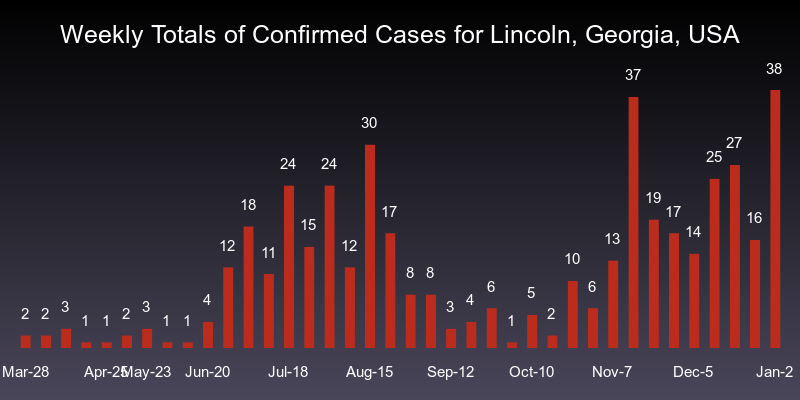 Weekly Totals of Confirmed Cases for Lincoln, Georgia, USA
2 2 3 1 1 2 3 1 1 4 12 18 11 24 15 24 12 30 17 8 8 3 4 6 1 5 2 10 6 13 37 19 17 14 25 27 16 38
Mar-28 Apr-25 May-23 Jun-20 Jul-18 Aug-15 Sep-12 Oct-10 Nov-7 Dec-5 Jan-2